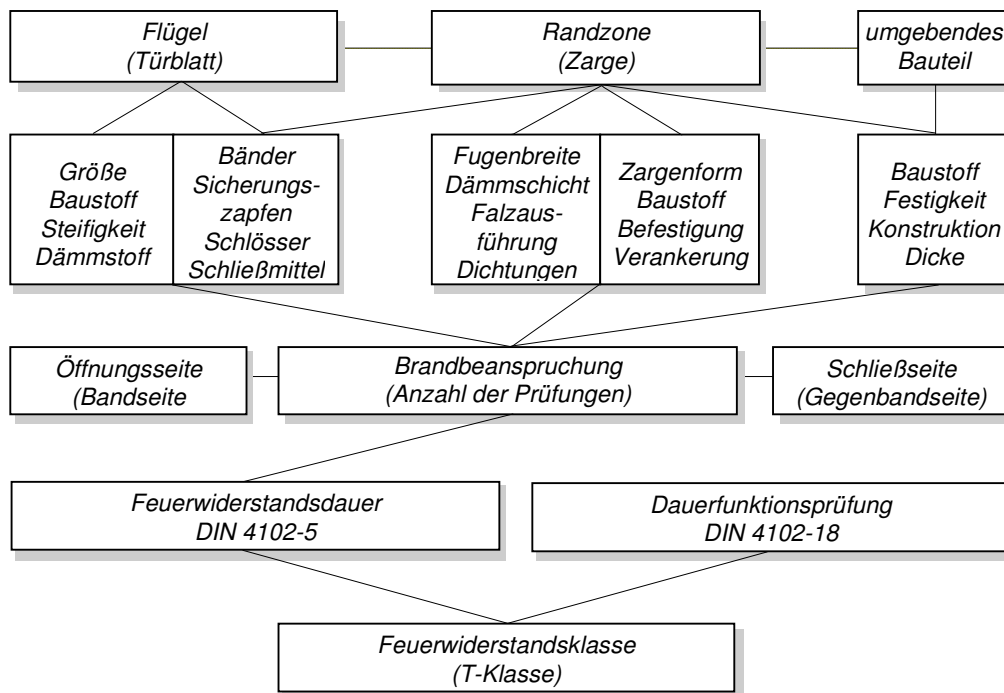 Flügel
(Türblatt)
Randzone
(Zarge)
umgebendes
Bauteil
Größe
Baustoff
Steifigkeit
Dämmstoff
Bänder
Sicherungs-
zapfen
Schlösser
Schließmittel
Fugenbreite
Dämmschicht
Falzaus-
führung
Dichtungen
Zargenform
Baustoff
Befestigung
Verankerung
Baustoff
Festigkeit
Konstruktion
Dicke
Öffnungsseite
(Bandseite
Brandbeanspruchung
(Anzahl der Prüfungen)
Schließseite
(Gegenbandseite)
Feuerwiderstandsdauer
DIN 4102-5
Dauerfunktionsprüfung
DIN 4102-18
Feuerwiderstandsklasse
(T-Klasse)